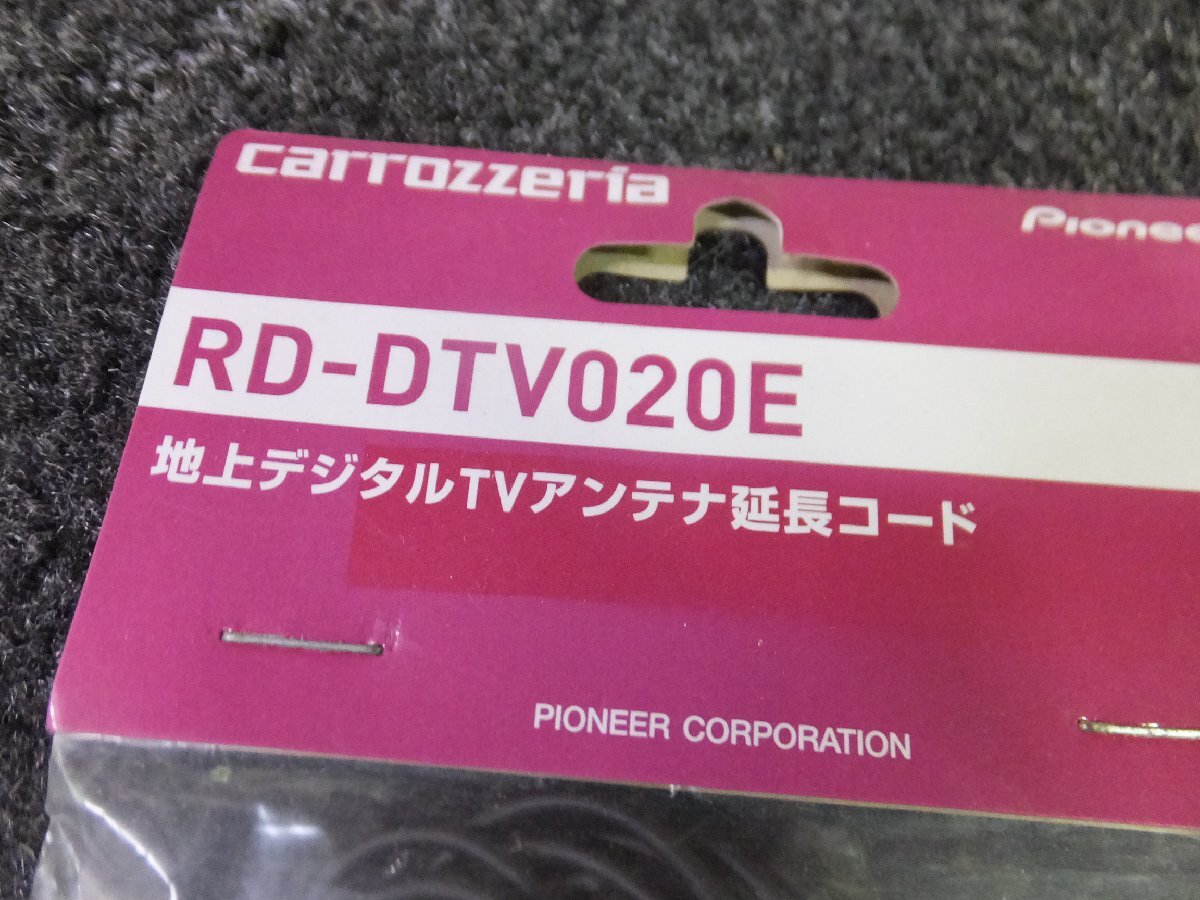 carrozzeria
Pioneer
RD-DTV020E
地上デジタルTVアンテナ延長コード
PIONEER CORPORATION